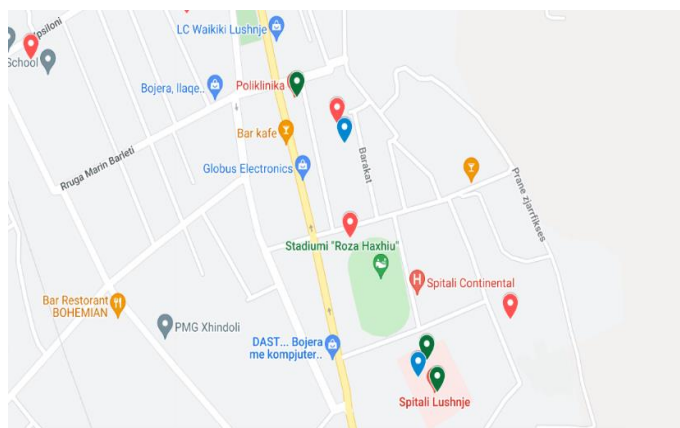 Ypsiloni
LC Waikiki Lushnje
School
Bojera, Ilaqe..
Poliklinika
Bar kafe
Barakat
Globus Electronics
Rruga Marin Barleti
Prane zjarrfikses
Stadiumi "Roza Haxhiu"
Spitali Continental
Bar Restorant
BOHEMIAN
PMG Xhindoli
DAST... Bojera
me kompjuter..
Spitali Lushnje
H